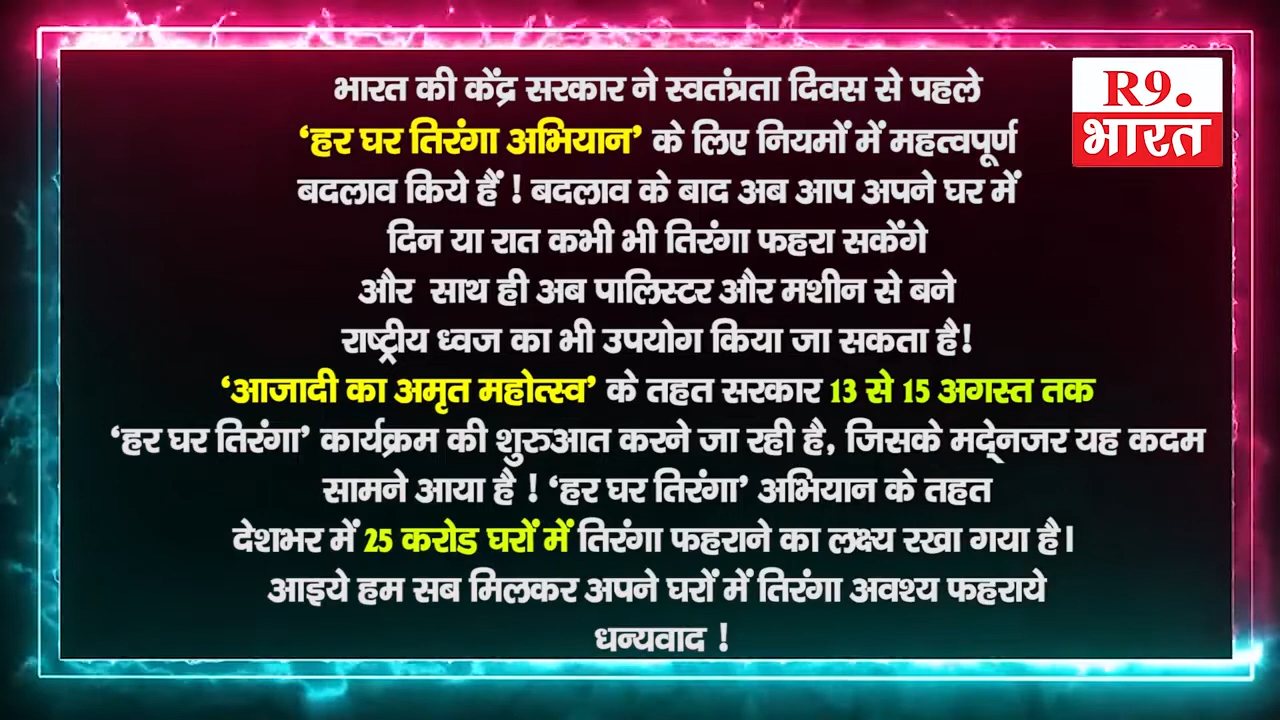 R9.
भारत
भारत की केंद्र सरकार ने स्वतंत्रता दिवस से पहले
‘हर घर तिरंगा अभियान’ के लिए नियमों में महत्वपूर्ण
बदलाव किये हैं ! बदलाव के बाद अब आप अपने घर में
दिन या रात कभी भी तिरंगा फहरा सकेंगे
और साथ ही अब पालिस्टर और मशीन से बने
राष्ट्रीय ध्वज का भी उपयोग किया जा सकता है!
‘आजादी का अमृत महोत्स्व’ के तहत सरकार 13 से 15 अगस्त तक
‘हर घर तिरंगा’ कार्यक्रम की शुरुआत करने जा रही है, जिसके मद्देनजर यह कदम
सामने आया है ! ‘हर घर तिरंगा’ अभियान के तहत
देशभर में 25 करोड घरों में तिरंगा फहराने का लक्ष्य रखा गया है।
आइये हम सब मिलकर अपने घरों में तिरंगा अवश्य फहराये
धन्यवाद !